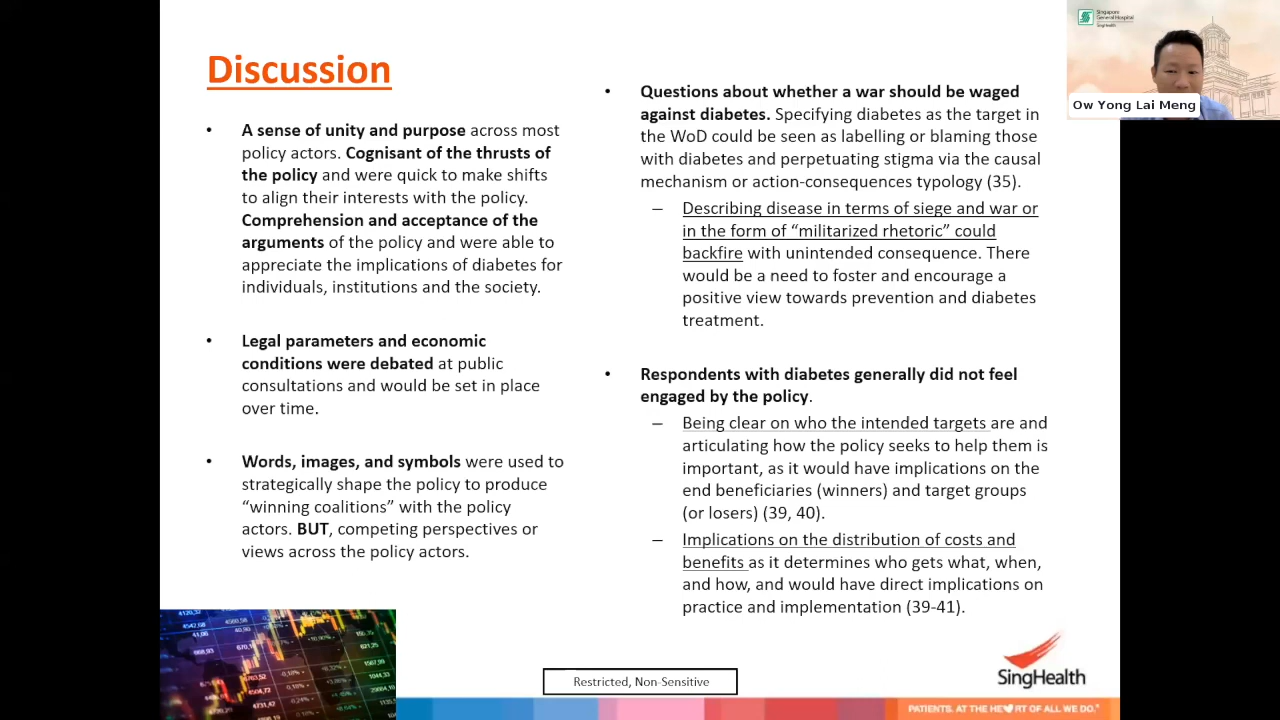 Discussion
• A sense of unity and purpose across most
policy actors. Cognisant of the thrusts of
the policy and were quick to make shifts
to align their interests with the policy.
Comprehension and acceptance of the
arguments of the policy and were able to
appreciate the implications of diabetes for
individuals, institutions and the society.
• Legal parameters and economic
conditions were debated at public
consultations and would be set in place
over time.
• Words, images, and symbols were used to
strategically shape the policy to produce
“winning coalitions” with the policy
actors. BUT, competing perspectives or
views across the policy actors.
• Questions about whether a war should be waged
against diabetes. Specifying diabetes as the target in
the WoD could be seen as labelling or blaming those
with diabetes and perpetuating stigma via the causal
mechanism or action-consequences typology (35).
– Describing disease in terms of siege and war or
in the form of “militarized rhetoric” could
backfire with unintended consequence. There
would be a need to foster and encourage a
positive view towards prevention and diabetes
treatment.
• Respondents with diabetes generally did not feel
engaged by the policy.
– Being clear on who the intended targets are and
articulating how the policy seeks to help them is
important, as it would have implications on the
end beneficiaries (winners) and target groups
(or losers) (39, 40).
– Implications on the distribution of costs and
benefits as it determines who gets what, when,
and how, and would have direct implications on
practice and implementation (39-41).
Singapore
General Hospital
SingHealth
Ow Yong Lai Meng
Restricted, Non-Sensitive
SingHealth
PATIENTS. AT THE HE RT OF ALL WE DO.